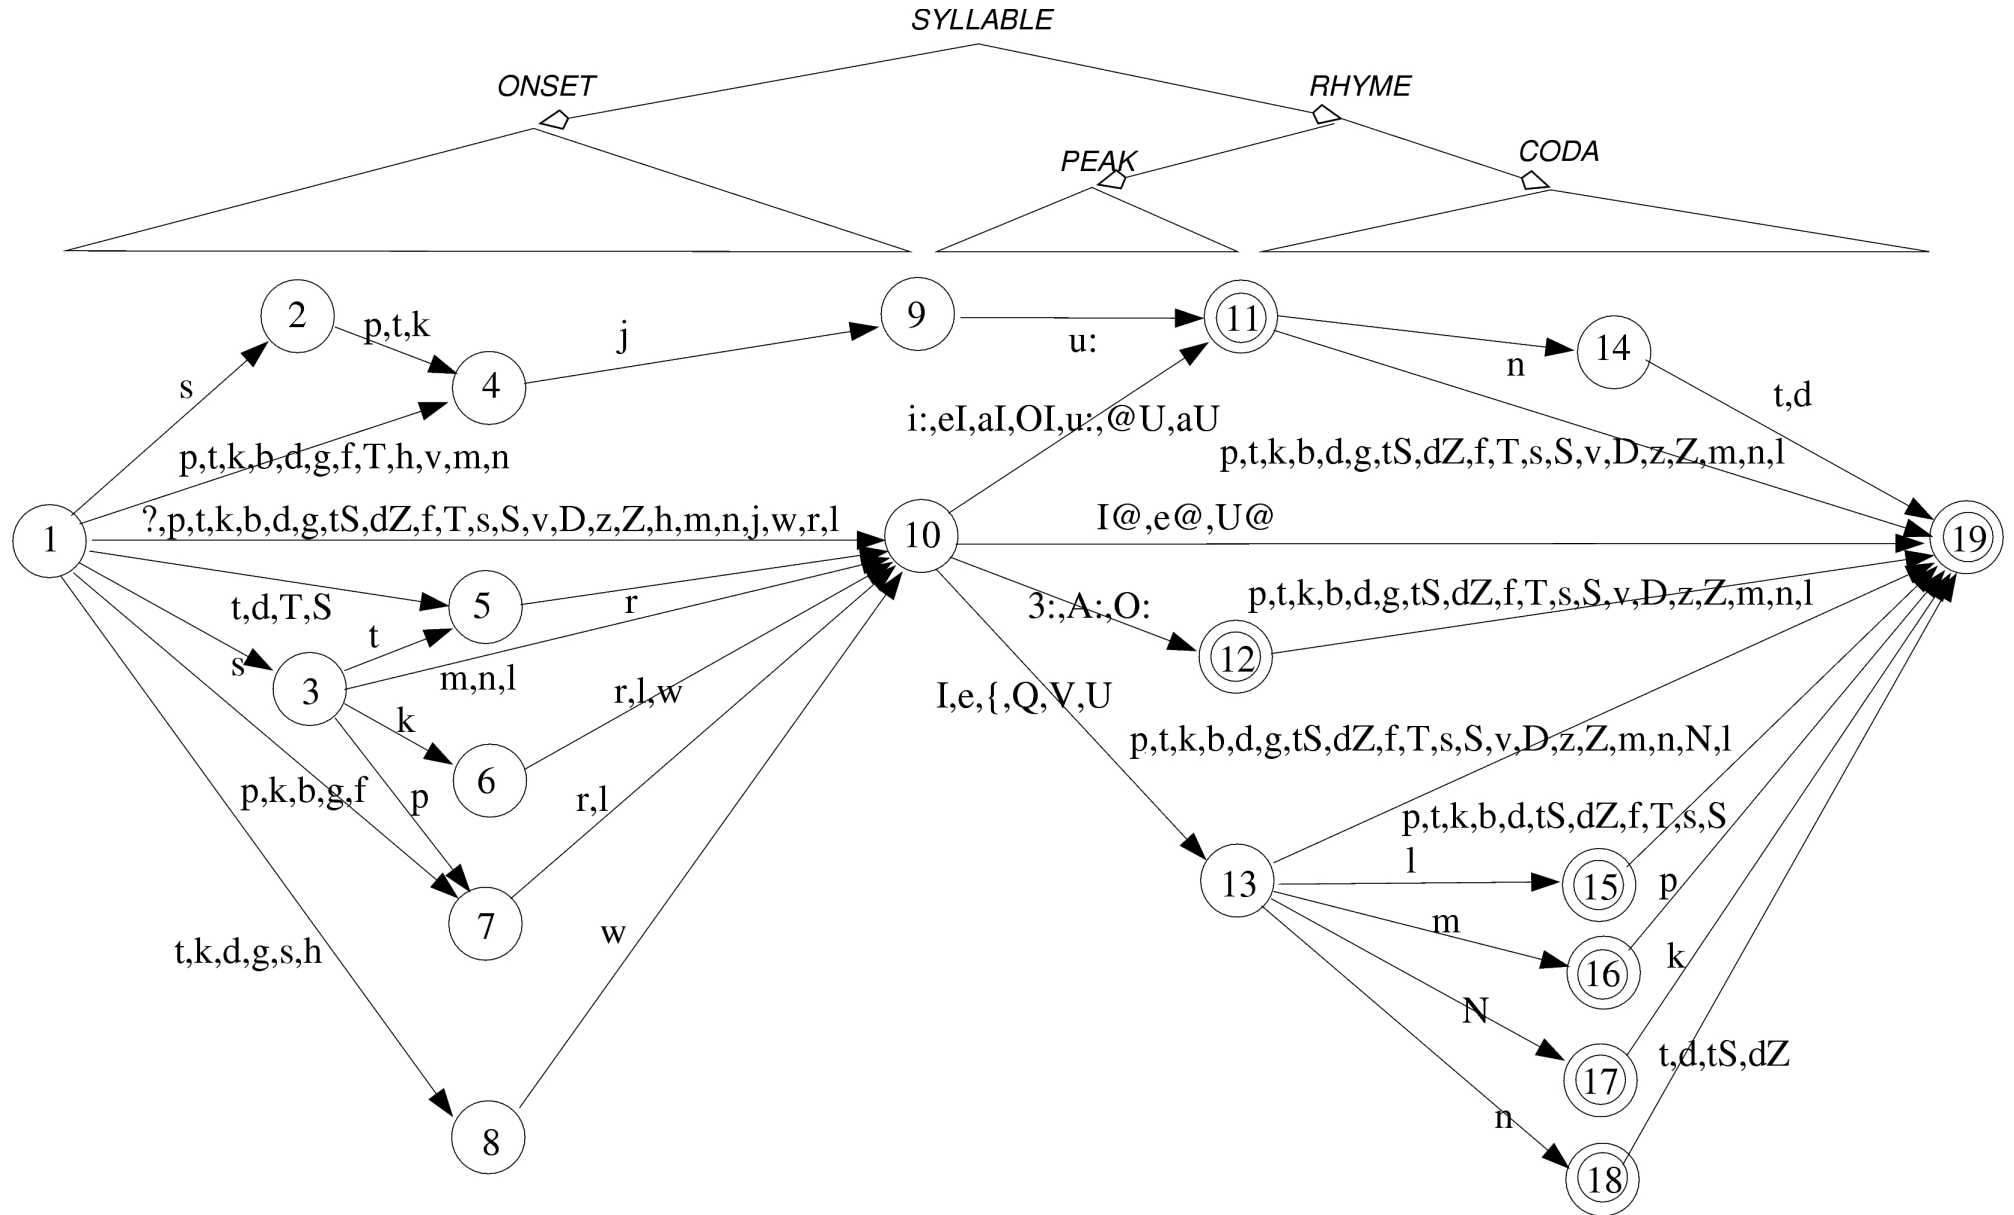 SYLLABLE
ONSET
RHYME
PEAK
CODA
2
p,t,k
j
9
u:
11
n
14
t,d
s
4
i:,eI,aI,OI,u:,@U,aU
p,t,k,b,d,g,f,T,h,v,m,n
p,t,k,b,d,g,tS,dZ,f,T,s,S,v,D,z,Z,m,n,l
1
?,p,t,k,b,d,g,tS,dZ,f,T,s,S,v,D,z,Z,h,m,n,j,w,r,l
10
I@,e@,U@
19
t,d,T,S
5
r
3:,A:,O:
p,t,k,b,d,g,tS,dZ,f,T,s,S,v,D,z,Z,m,n,l
s
t
3
m,n,l
12
k
r,l,w
I,e,{,Q,V,U
p,t,k,b,d,g,tS,dZ,f,T,s,S,v,D,z,Z,m,n,N,l
p,k,b,g,f
p
6
r,l
p,t,k,b,d,tS,dZ,f,T,s,S
13
l
15
p
7
m
16
t,k,d,g,s,h
w
k
N
17
t,d,tS,dZ
8
n
18